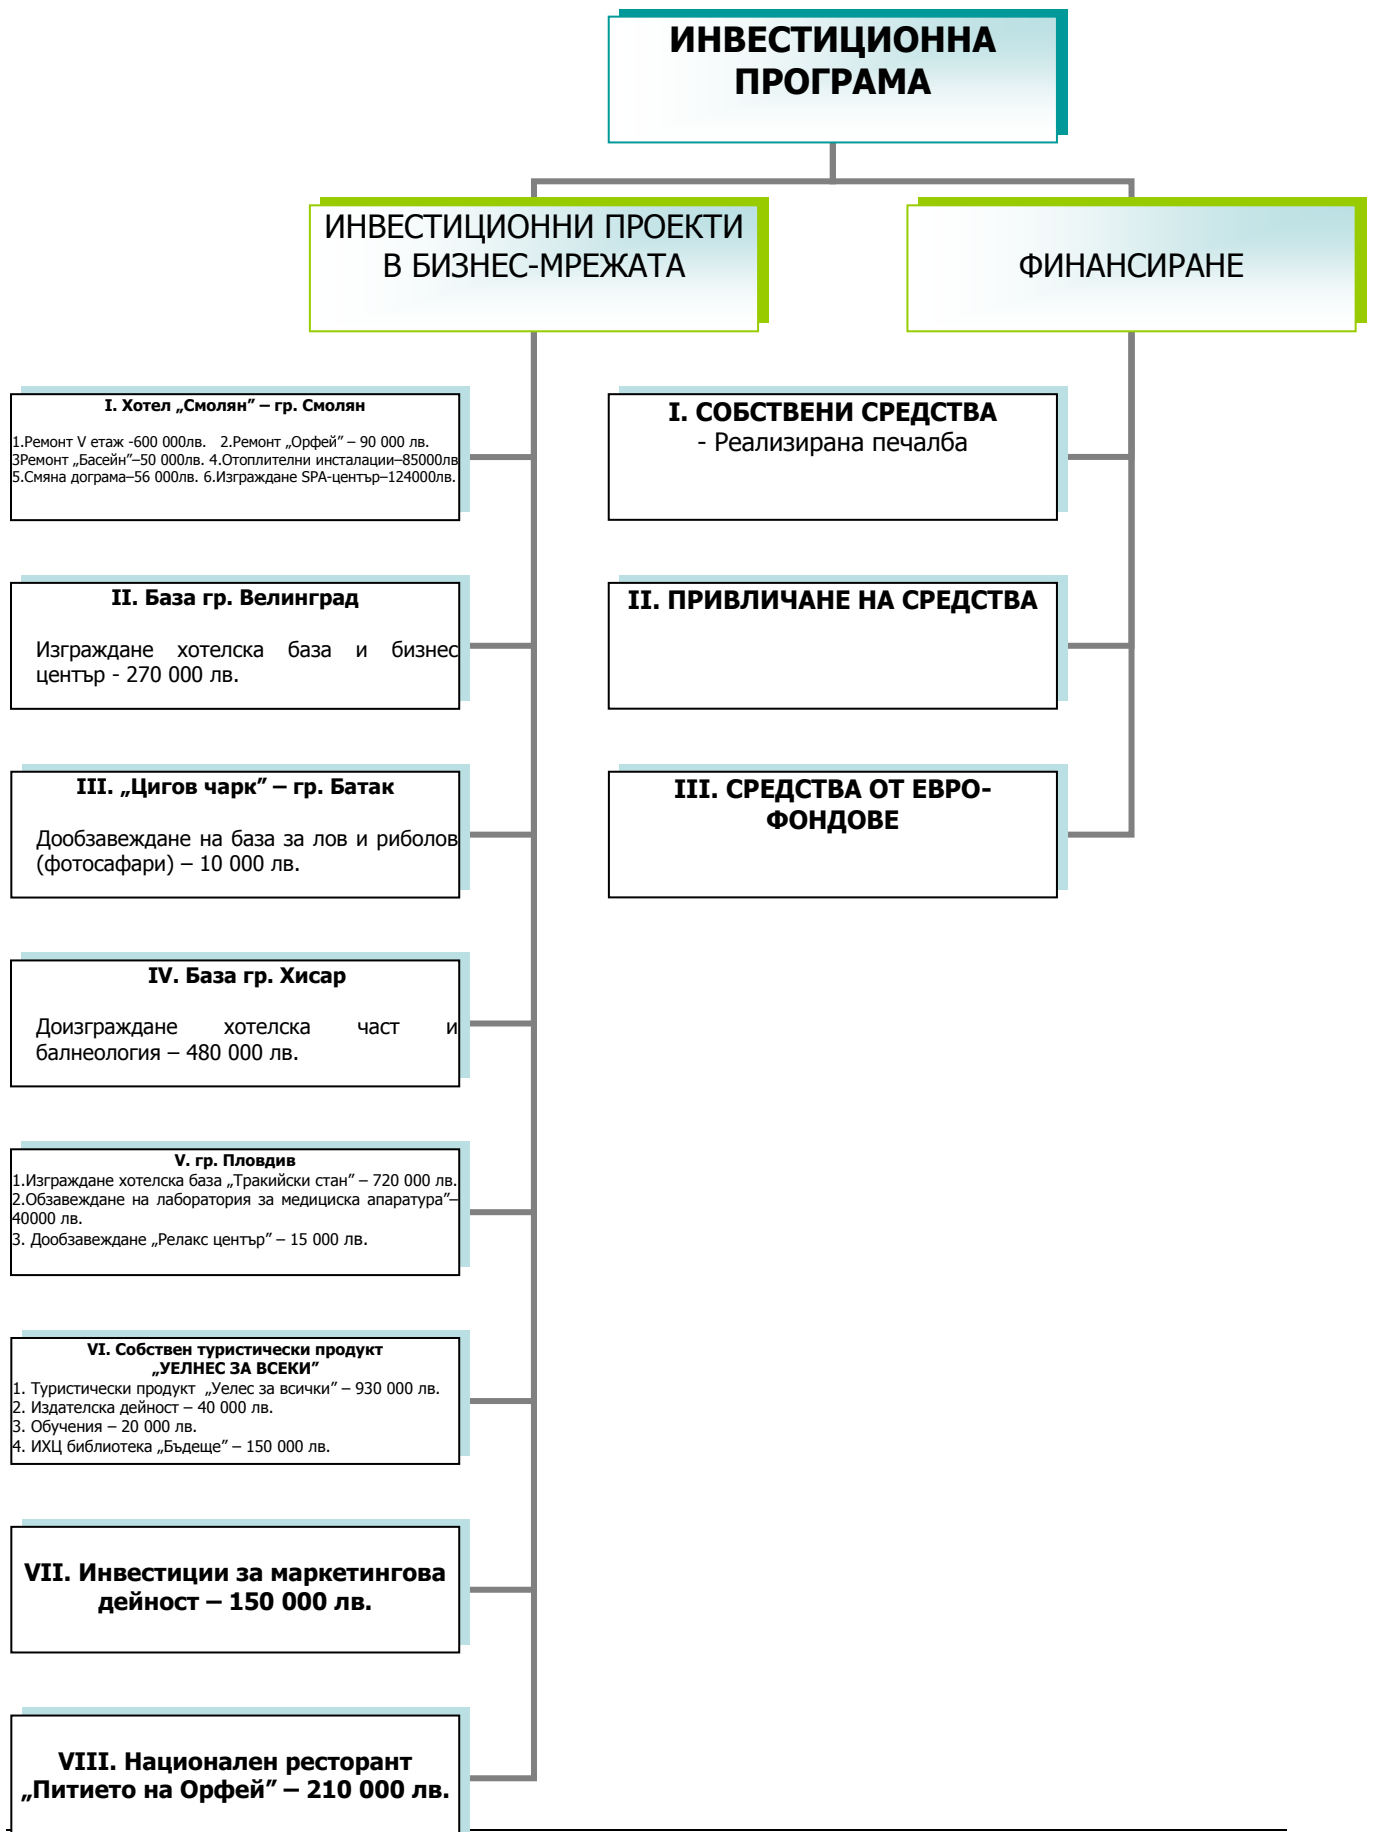 ИНВЕСТИЦИОННА
ПРОГРАМА
ИНВЕСТИЦИОННИ ПРОЕКТИ
В БИЗНЕС-МРЕЖАТА
ФИНАНСИРАНЕ
I. Хотел „Смолян” – гр. Смолян
1.Ремонт V етаж -600 000лв. 2.Ремонт „Орфей” – 90 000 лв.
3Ремонт „Басейн”–50 000лв. 4.Отоплителни инсталации–85000лв
5.Смяна дограма–56 000лв. 6.Изграждане SPA-център–124000лв.
I. СОБСТВЕНИ СРЕДСТВА
- Реализирана печалба
II. База гр. Велинград
Изграждане хотелска база и бизнес
център - 270 000 лв.
II. ПРИВЛИЧАНЕ НА СРЕДСТВА
III. „Цигов чарк” – гр. Батак
Дообзавеждане на база за лов и риболов
(фотосафари) – 10 000 лв.
III. СРЕДСТВА ОТ ЕВРО-
ФОНДОВЕ
IV. База гр. Хисар
Доизграждане хотелска част и
балнеология – 480 000 лв.
V. гр. Пловдив
1.Изграждане хотелска база „Тракийски стан” – 720 000 лв.
2.Обзавеждане на лаборатория за медициска апаратура”–
40000 лв.
3. Дообзавеждане „Релакс център” – 15 000 лв.
VI. Собствен туристически продукт
„УЕЛНЕС ЗА ВСЕКИ”
1. Туристически продукт „Уелес за всички” – 930 000 лв.
2. Издателска дейност – 40 000 лв.
3. Обучения – 20 000 лв.
4. ИХЦ библиотека „Бъдеще” – 150 000 лв.
VII. Инвестиции за маркетингова
дейност – 150 000 лв.
VIII. Национален ресторант
„Питието на Орфей” – 210 000 лв.